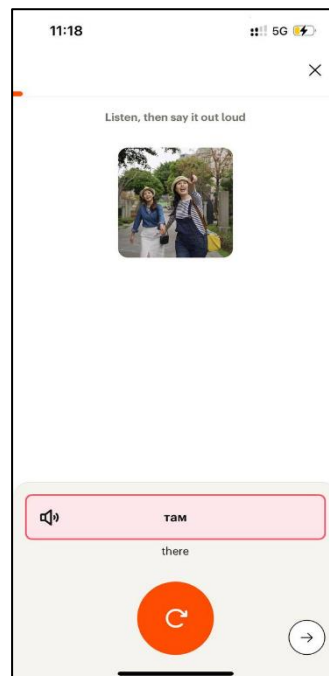 11:18
5G
Listen, then say it out loud
там
there